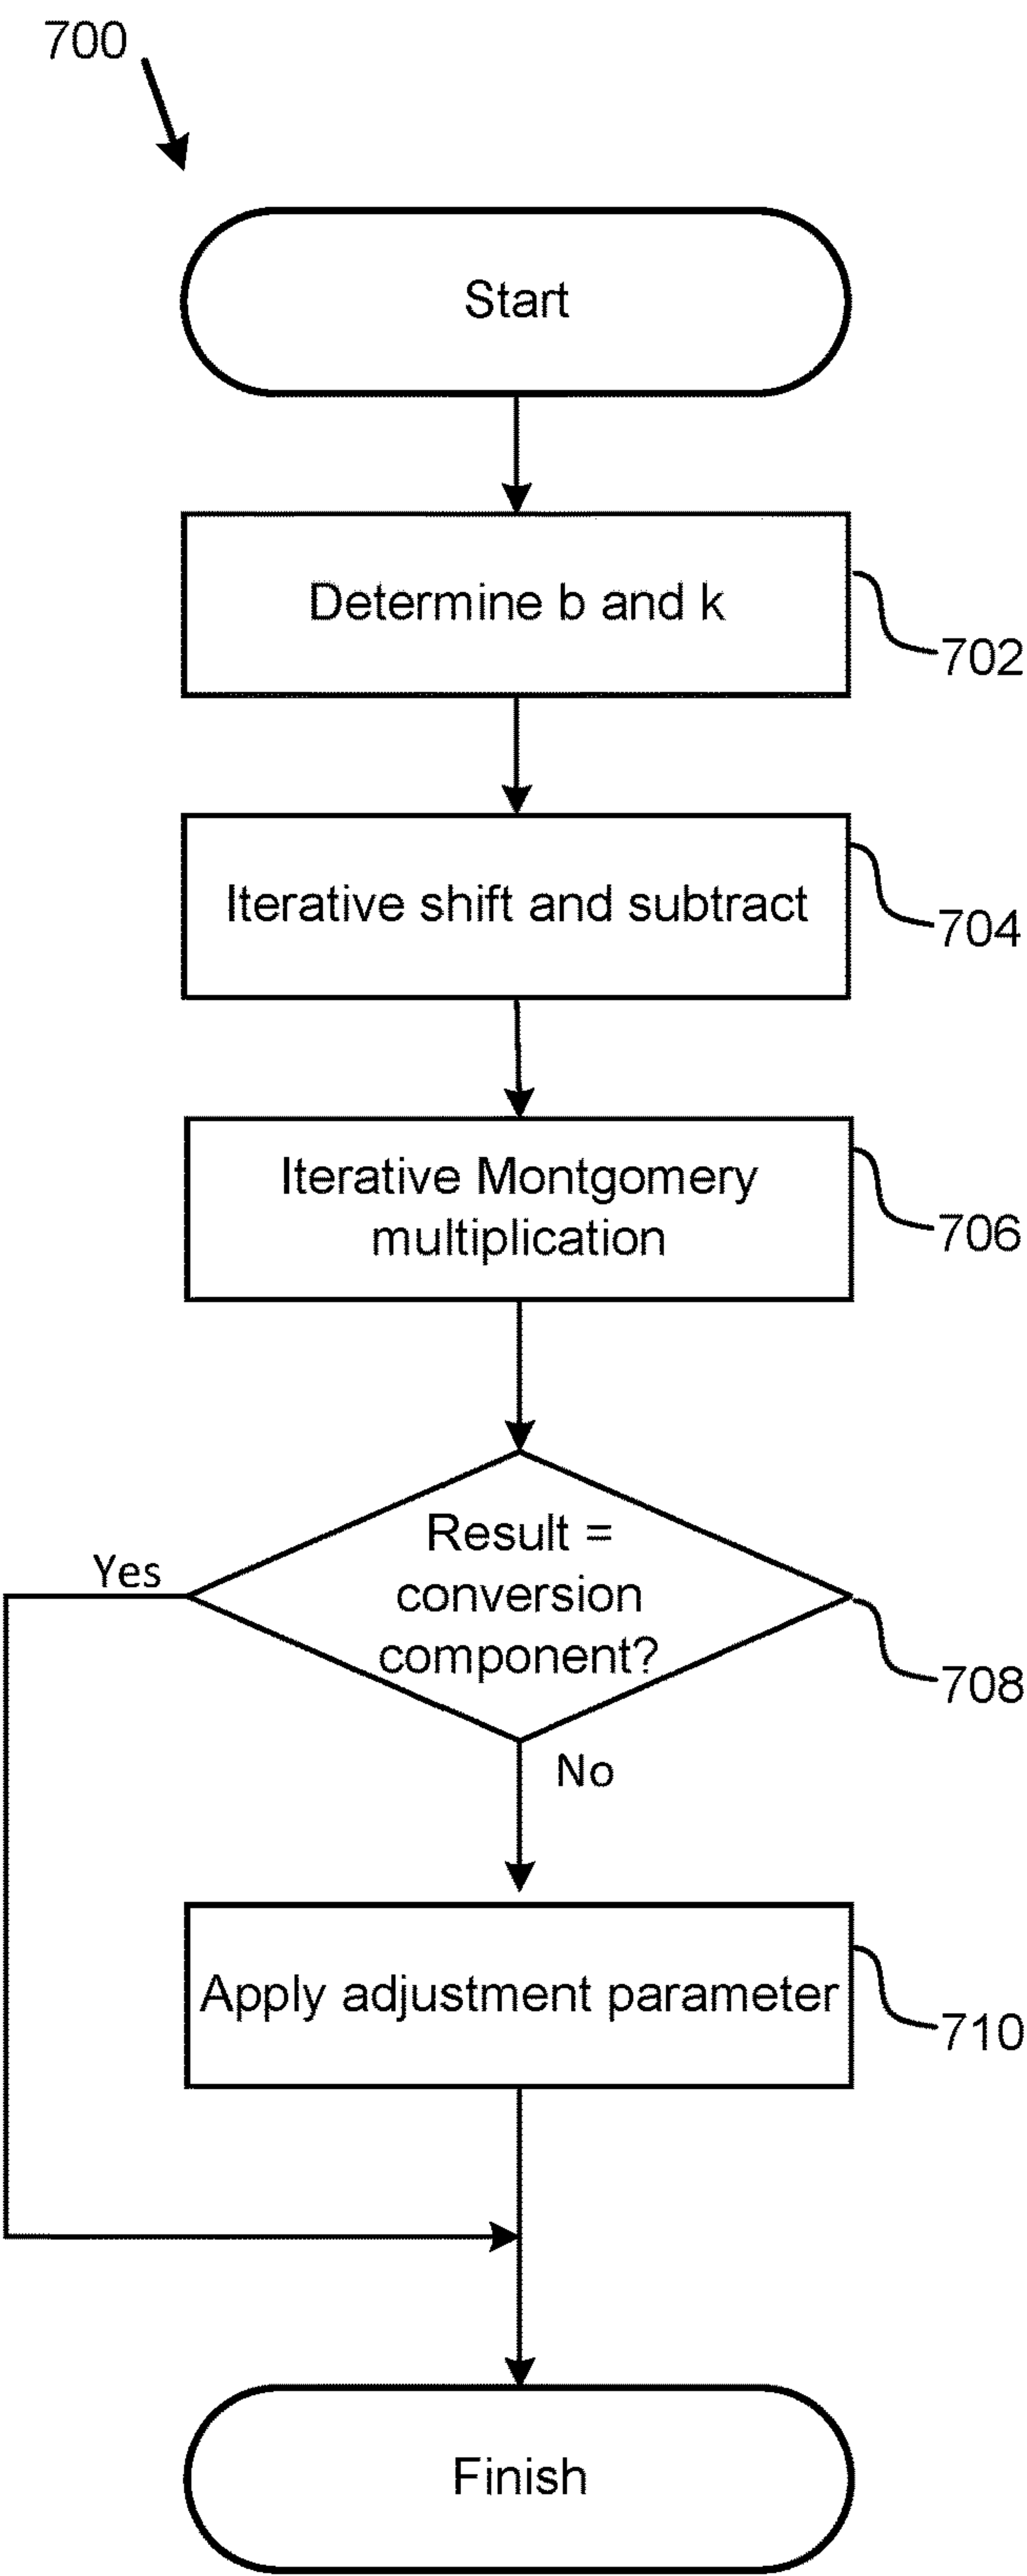 700
Start
Determine b and k
702
Iterative shift and subtract
704
Iterative Montgomery
multiplication
706
Result =
conversion
component?
Yes
708
No
Apply adjustment parameter
710
Finish